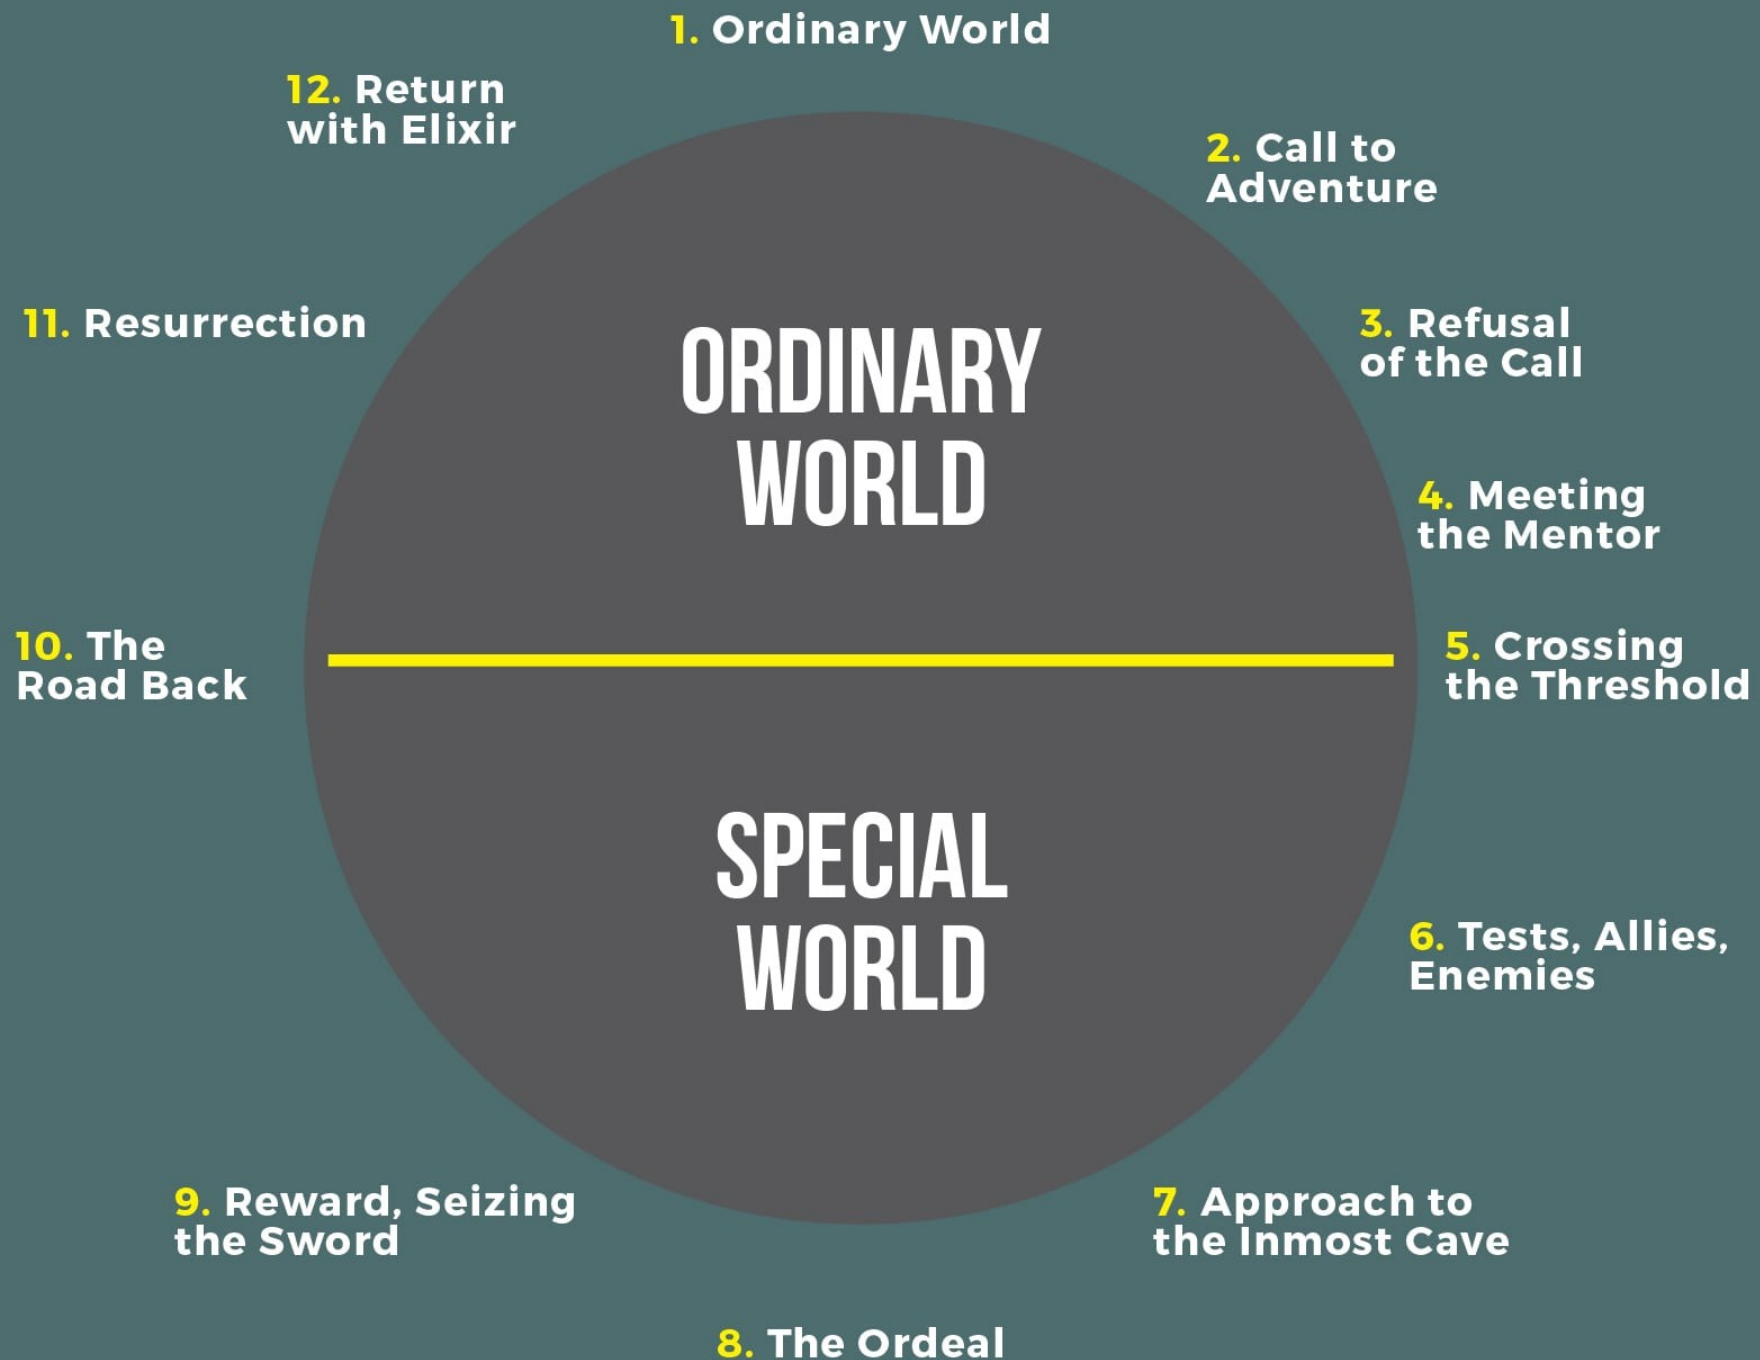 1. Ordinary World
2. Call to
Adventure
3. Refusal
of the Call
4. Meeting
the Mentor
5. Crossing
the Threshold
6. Tests, Allies,
Enemies
7. Approach to
the Inmost Cave
8. The Ordeal
9. Reward, Seizing
the Sword
10. The
Road Back
11. Resurrection
12. Return
with Elixir
ORDINARY
WORLD
SPECIAL
WORLD